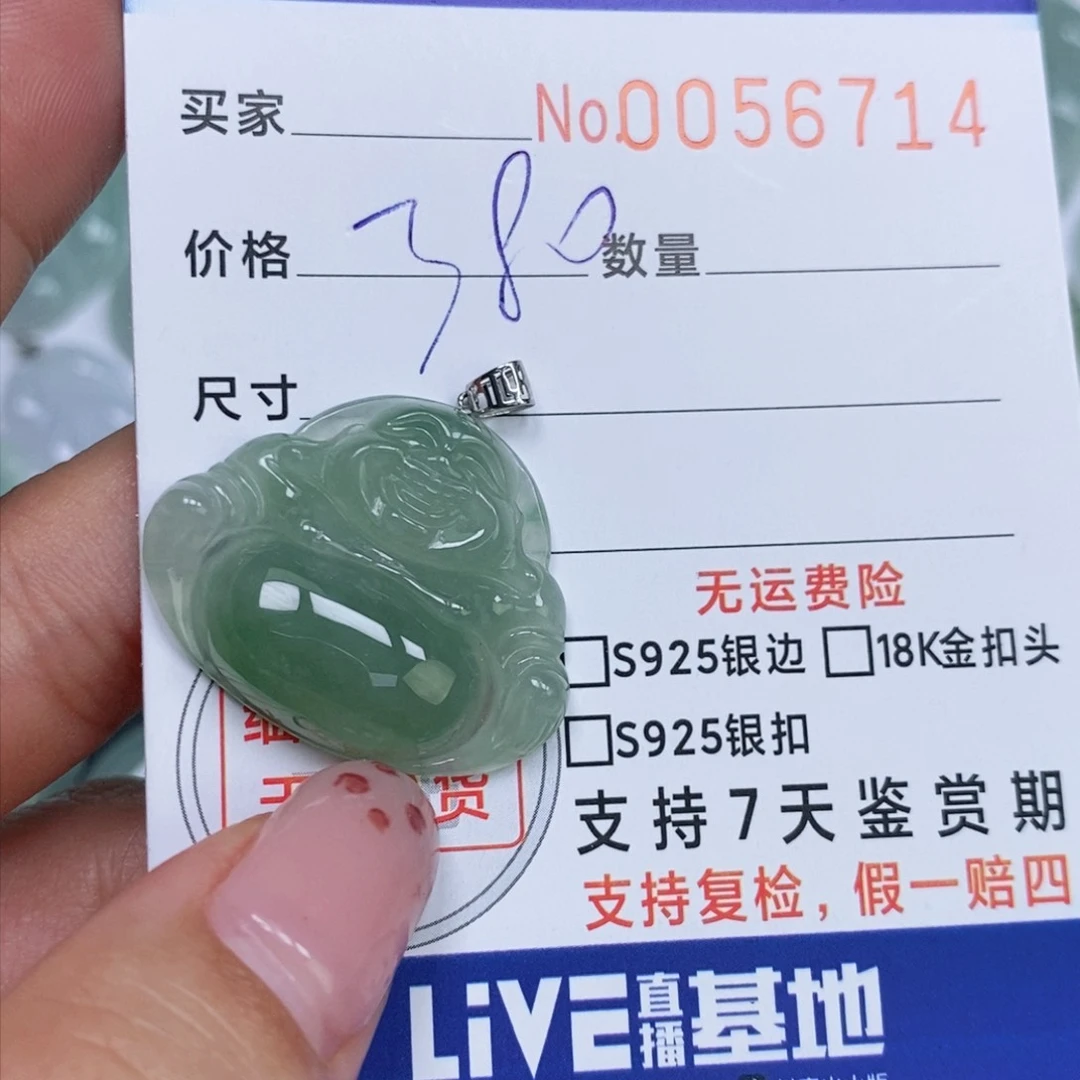 买家 No.0056714
价格 380 数量
尺寸
无运费险
S925银边 18K金扣头
S925银扣
支持7天鉴赏期
支持复检，假一赔四
货
LiVE直播基地